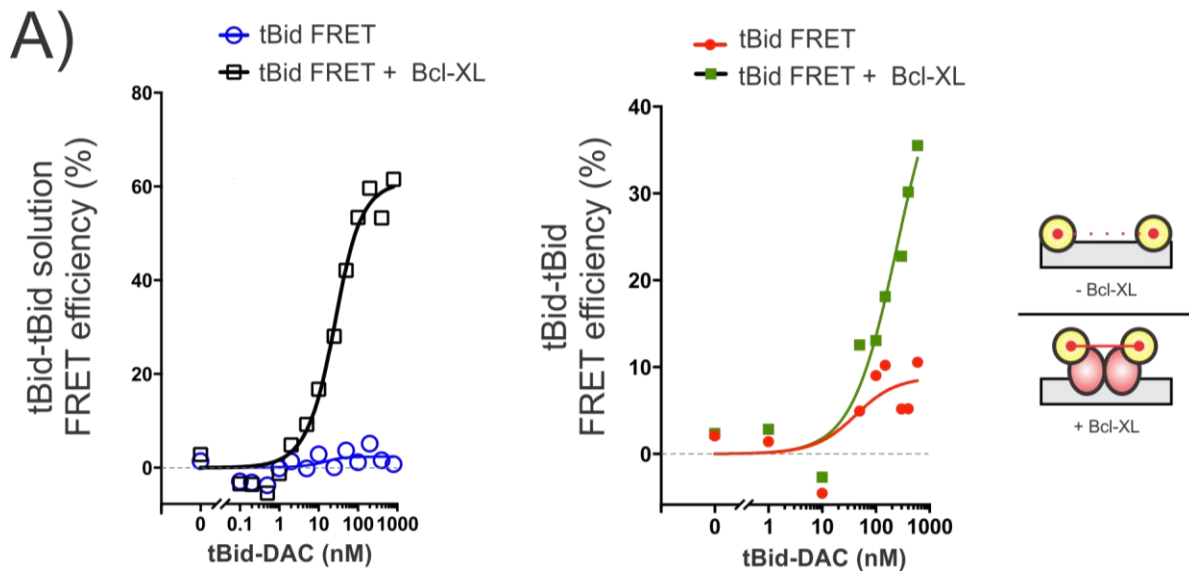 A)
tBid FRET
tBid FRET + Bcl-XL
tBid-tBid solution
FRET efficiency (%)
80
60
40
20
0
0 0.1 1 10 100 1000
tBid-DAC (nM)
tBid FRET
tBid FRET + Bcl-XL
tBid-tBid
FRET efficiency (%)
40
30
20
10
0
0 1 10 100 1000
tBid-DAC (nM)
- Bcl-XL
+ Bcl-XL